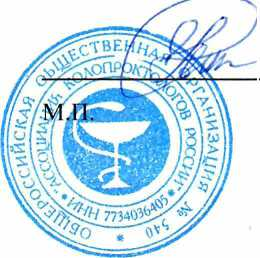 М.П.
ОБЩЕРОССИЙСКАЯ ОБЩЕСТВЕННАЯ ОРГАНИЗАЦИЯ
"АССОЦИАЦИЯ КОЛОПРОКТОЛОГОВ РОССИИ"
* ИНН 7734036405 *
* № 540